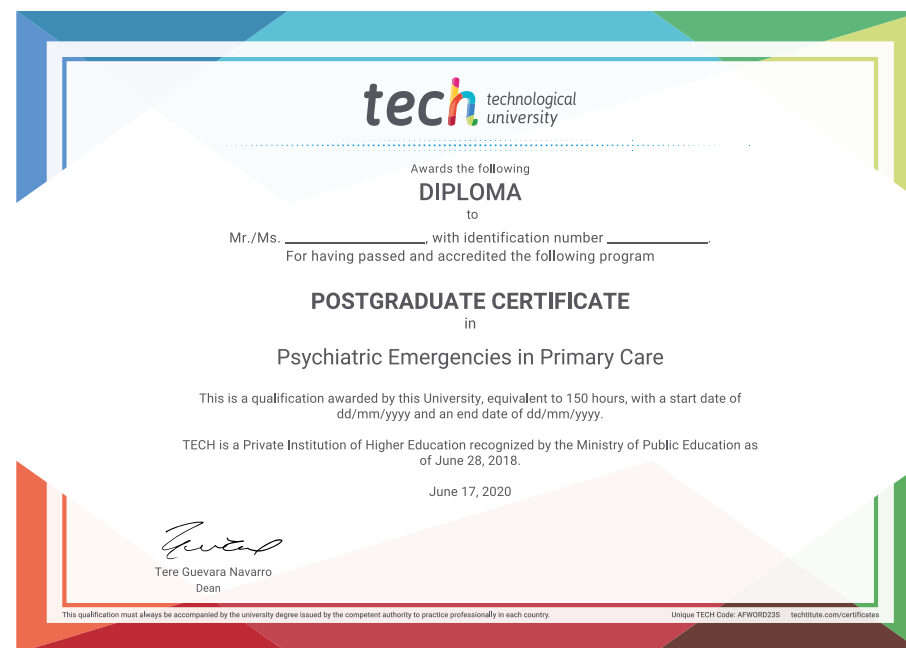 tech technological
university
Awards the following
DIPLOMA
to
Mr./Ms. ____________________, with identification number ______________.
For having passed and accredited the following program
POSTGRADUATE CERTIFICATE
in
Psychiatric Emergencies in Primary Care
This is a qualification awarded by this University, equivalent to 150 hours, with a start date of
dd/mm/yyyy and an end date of dd/mm/yyyy.
TECH is a Private Institution of Higher Education recognized by the Ministry of Public Education as
of June 28, 2018.
June 17, 2020
Tere Guevara Navarro
Dean
This qualification must always be accompanied by the university degree issued by the competent authority to practice professionally in each country.
Unique TECH Code: AFWORD23S techtitute.com/certificates